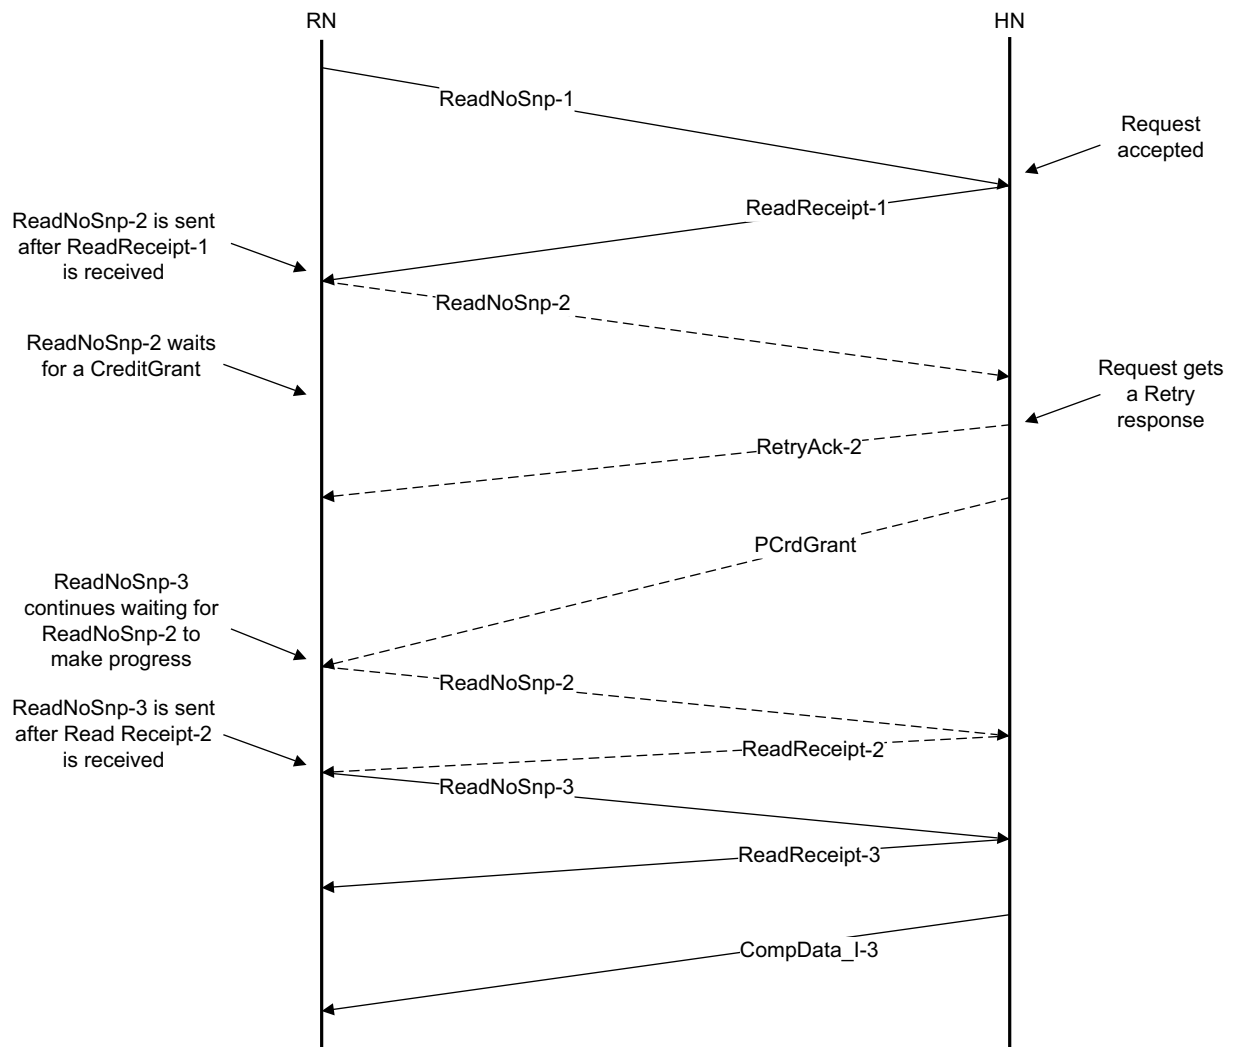 RN
HN
ReadNoSnp-1
Request
accepted
ReadReceipt-1
ReadNoSnp-2 is sent
after ReadReceipt-1
is received
ReadNoSnp-2
ReadNoSnp-2 waits
for a CreditGrant
Request gets
a Retry
response
RetryAck-2
PCrdGrant
ReadNoSnp-3
continues waiting for
ReadNoSnp-2 to
make progress
ReadNoSnp-2
ReadNoSnp-3 is sent
after Read Receipt-2
is received
ReadReceipt-2
ReadNoSnp-3
ReadReceipt-3
CompData_I-3